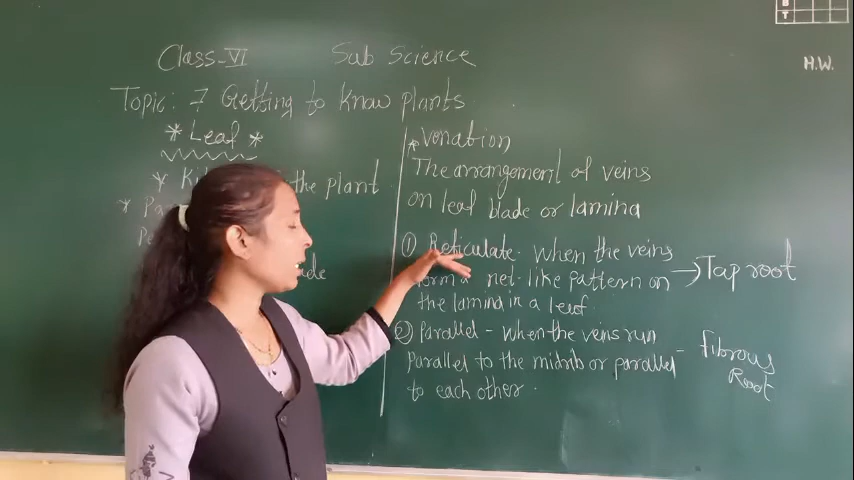 B
T
H.W.
Class-VI Sub Science
Topic: 7 Getting to know plants
* Leaf *
* the plant
*
* Vonation
The arrangement of veins
on leaf blade or lamina
① Reticulate- when the veins
form a net-like pattern on → Tap root
the lamina in a leaf.
② Parallel - when the veins run
Parallel to the midrib or parallel - fibrous
Root
to each other.